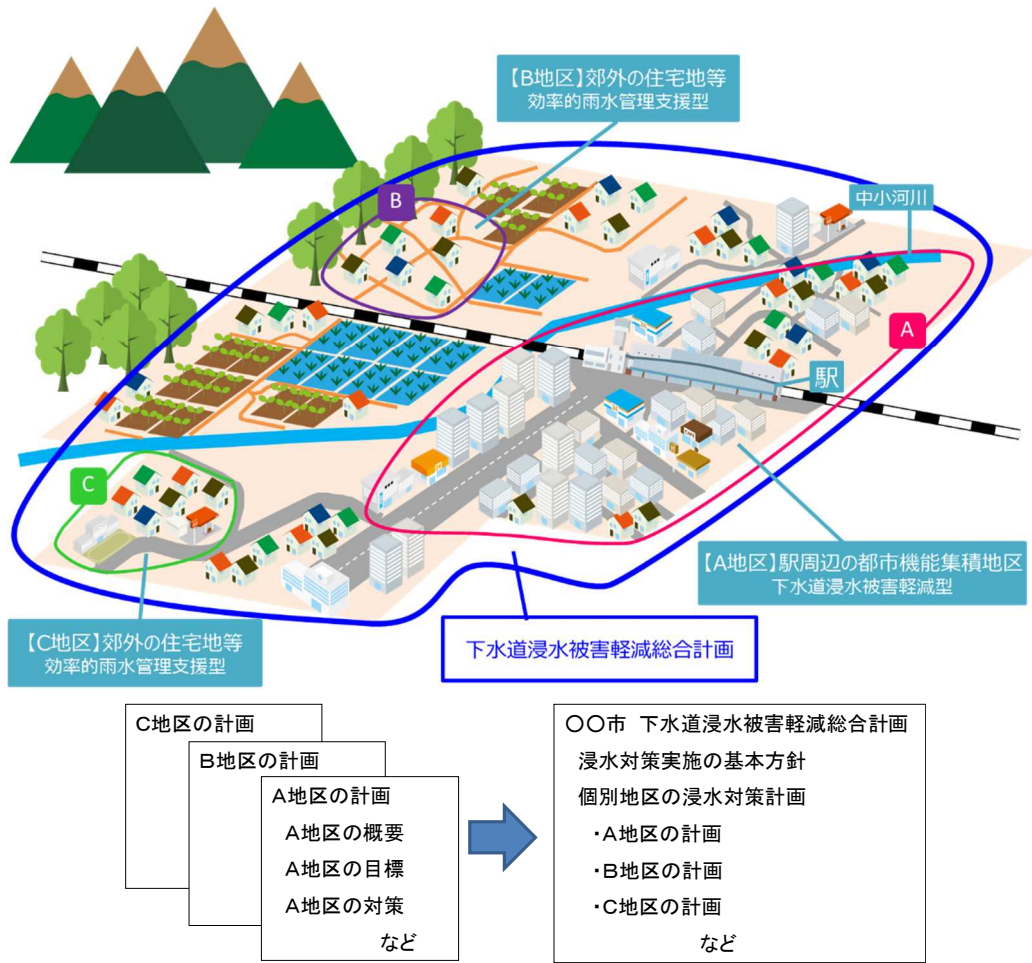 【B地区】郊外の住宅地等
効率的雨水管理支援型
B
中小河川
A
駅
C
【A地区】駅周辺の都市機能集積地区
下水道浸水被害軽減型
【C地区】郊外の住宅地等
効率的雨水管理支援型
下水道浸水被害軽減総合計画
C地区の計画
B地区の計画
A地区の計画
A地区の概要
A地区の目標
A地区の対策
など
〇〇市 下水道浸水被害軽減総合計画
浸水対策実施の基本方針
個別地区の浸水対策計画
・A地区の計画
・B地区の計画
・C地区の計画
など